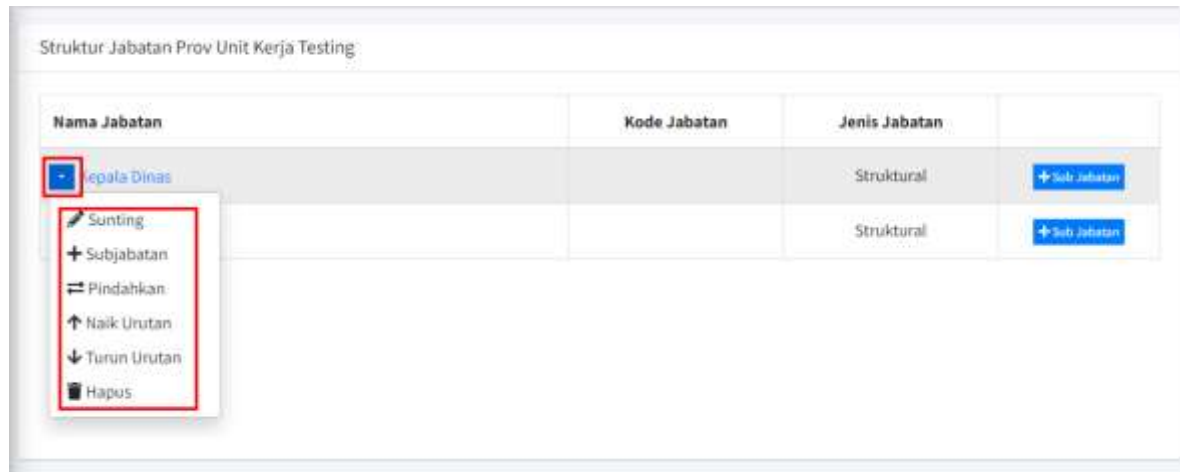 Struktur Jabatan Prov Unit Kerja Testing
Nama Jabatan Kode Jabatan Jenis Jabatan
Kepala Dinas Struktural + Sub Jabatan
Sunting
Struktural + Sub Jabatan
+ Subjabatan
Pindahkan
Naik Urutan
Turun Urutan
Hapus